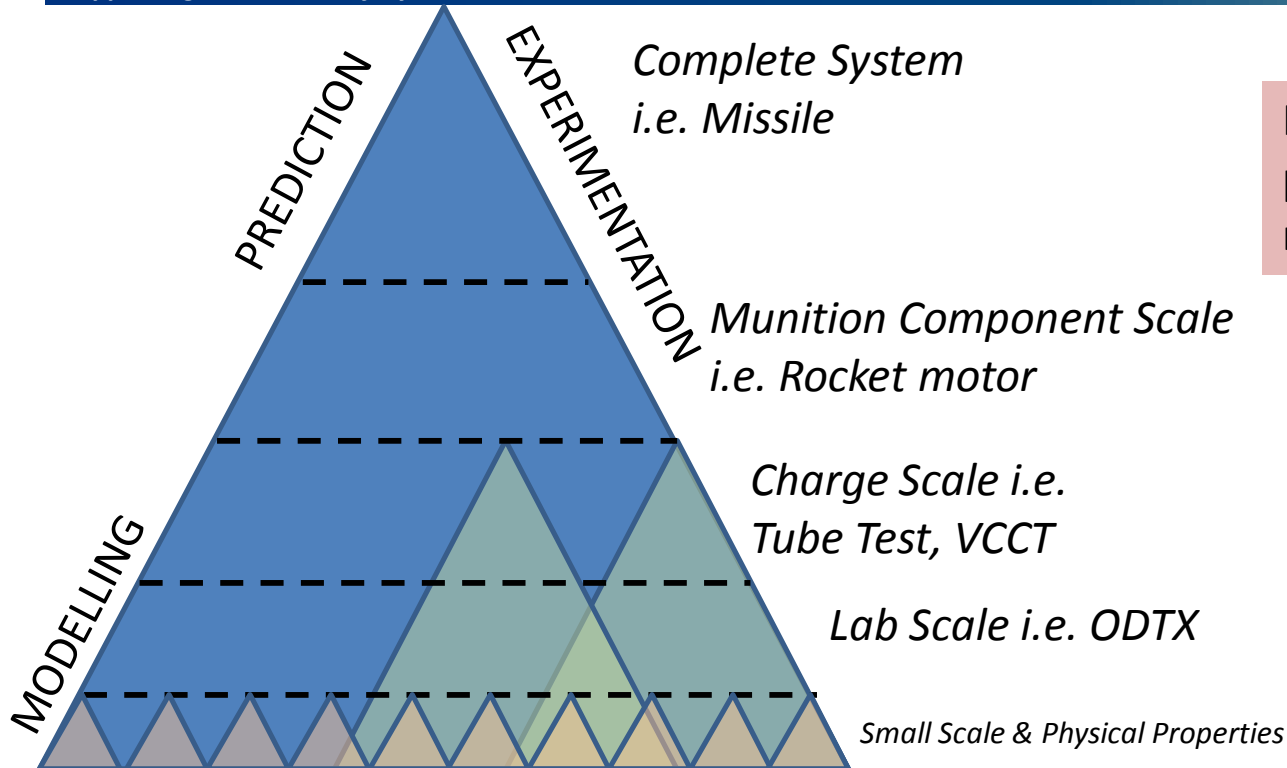 PREDICTION
EXPERIMENTATION
MODELLING
Complete System
i.e. Missile
Munition Component Scale
i.e. Rocket motor
Charge Scale i.e.
Tube Test, VCCT
Lab Scale i.e. ODTX
Small Scale & Physical Properties